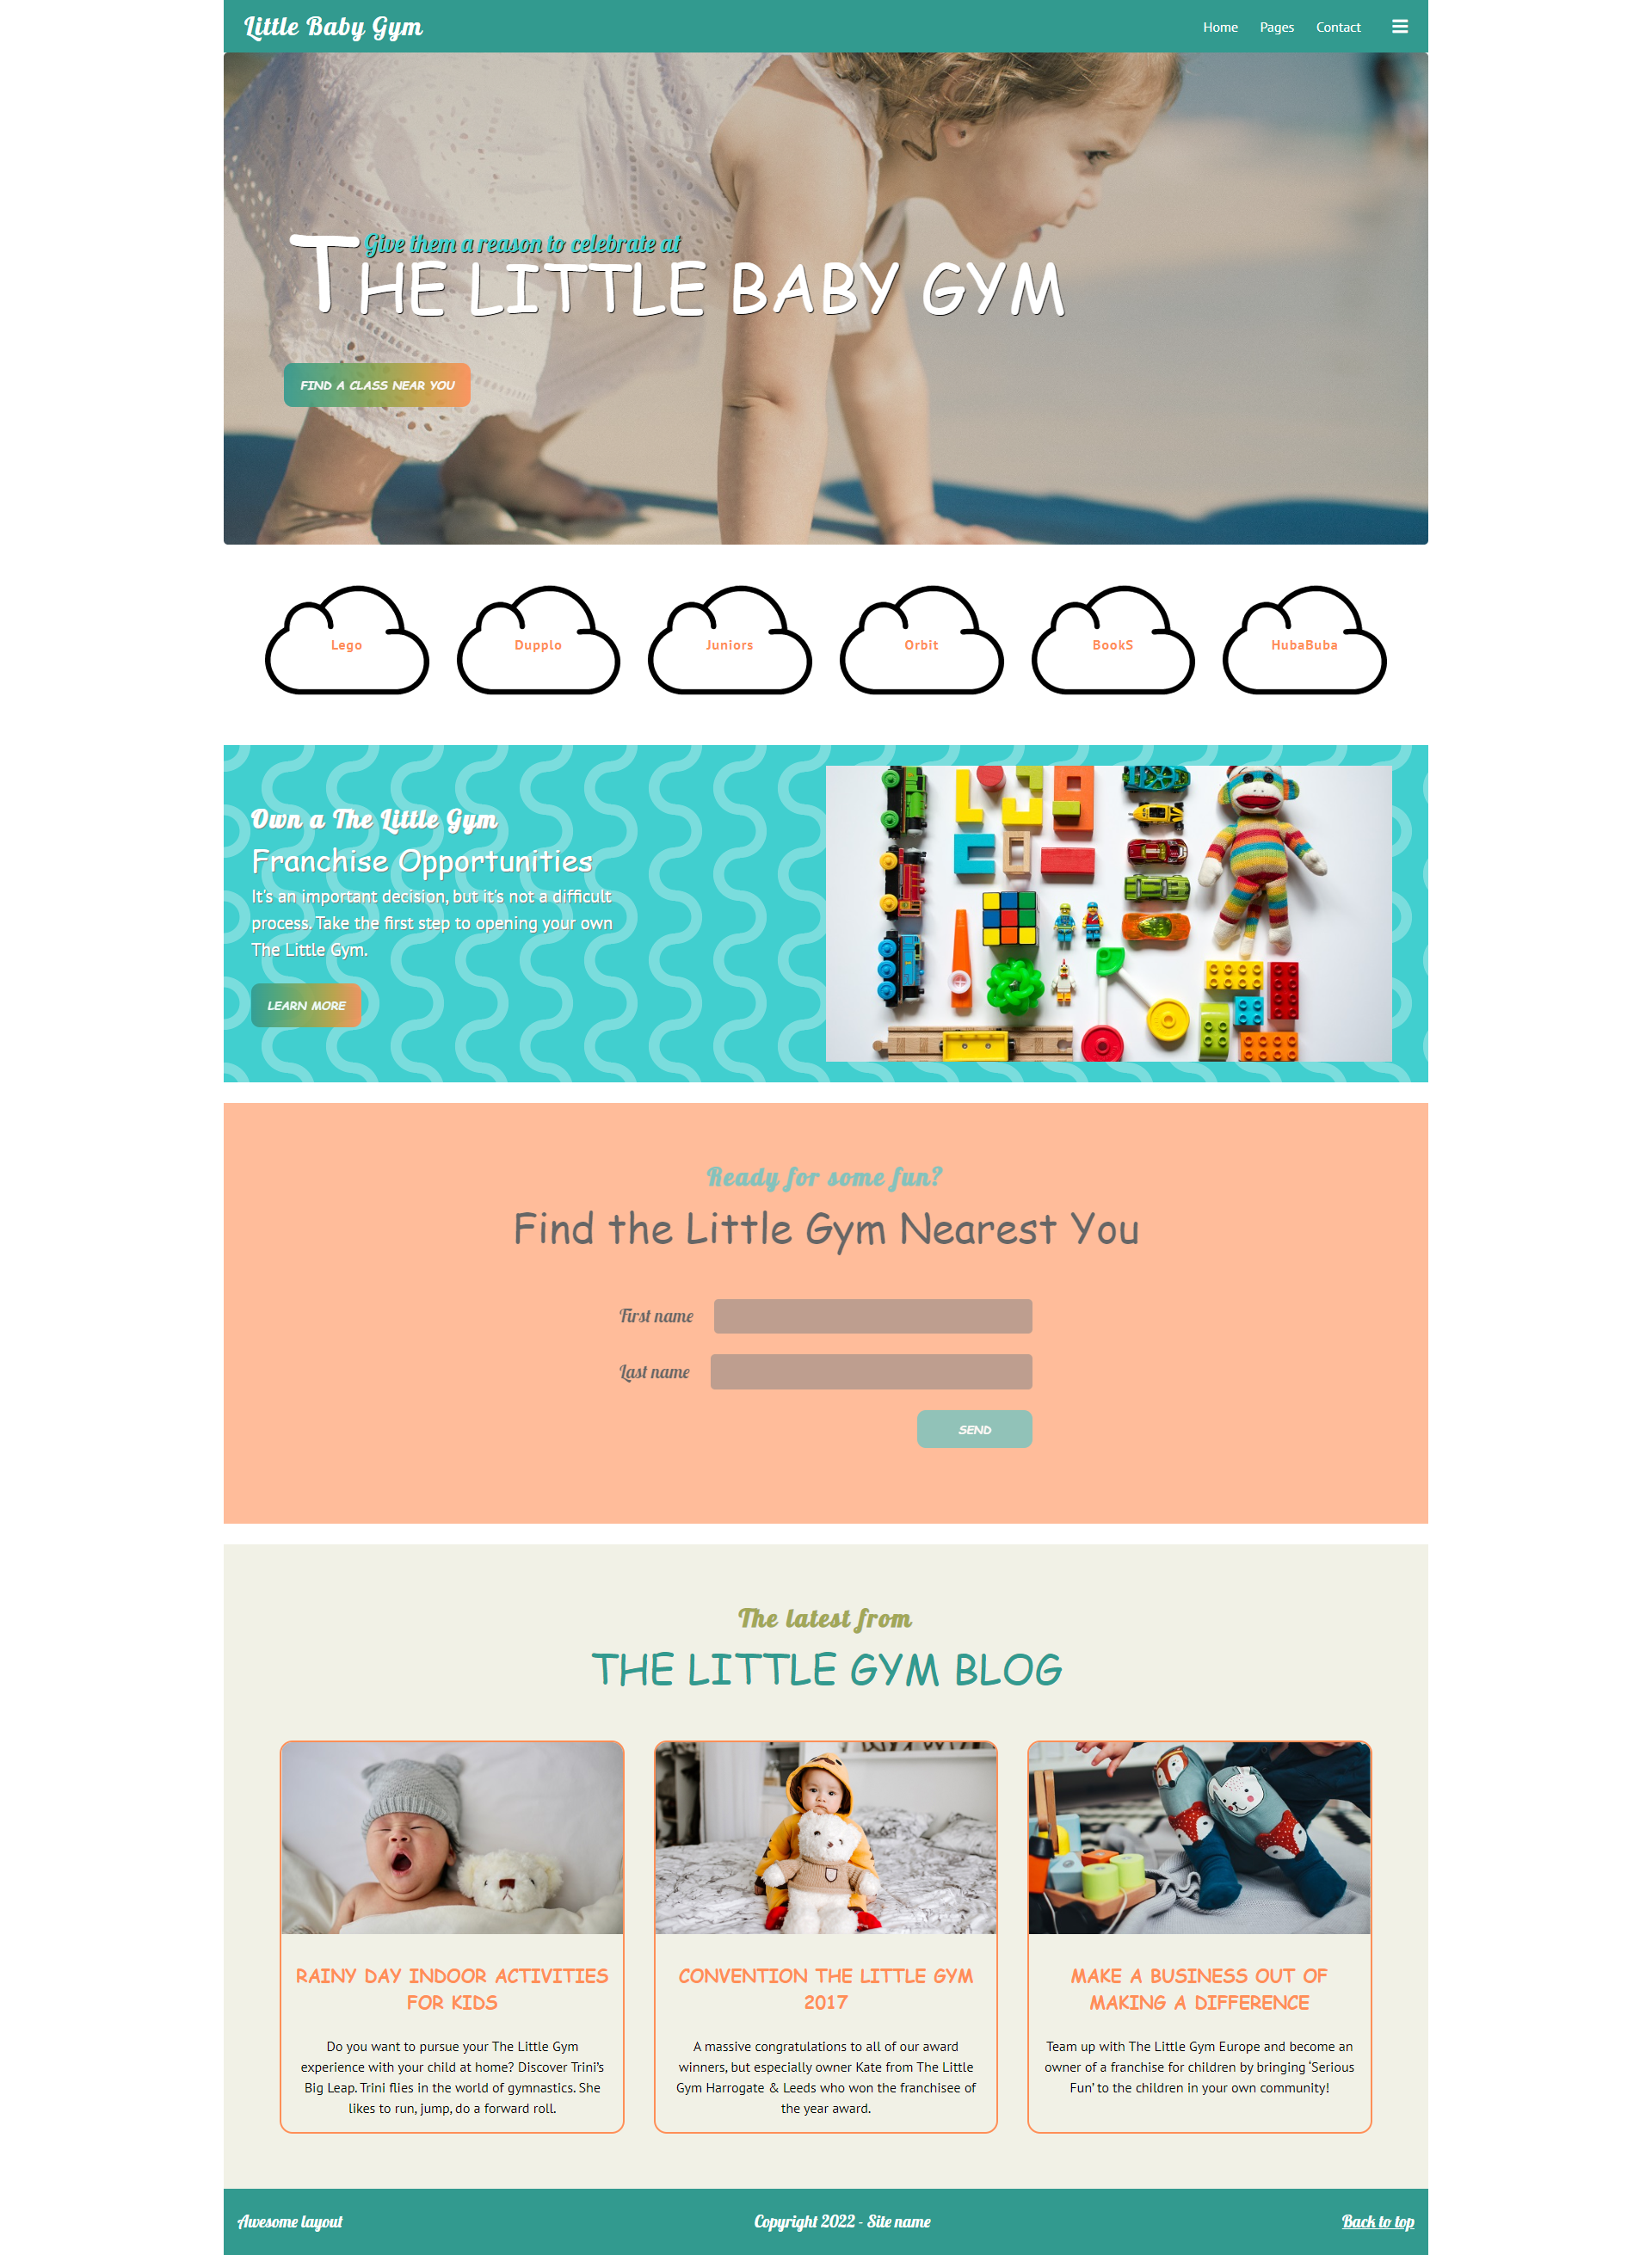 Little Baby Gym
Home Pages Contact
Give them a reason to celebrate at
THE LITTLE BABY GYM
FIND A CLASS NEAR YOU
Lego Dupplo Juniors Orbit BookS HubaBuba
Own a The Little Gym
Franchise Opportunities
It's an important decision, but it's not a difficult
process. Take the first step to opening your own
The Little Gym.
LEARN MORE
Ready for some fun?
Find the Little Gym Nearest You
First name
Last name
SEND
The latest from
THE LITTLE GYM BLOG
RAINY DAY INDOOR ACTIVITIES
FOR KIDS
Do you want to pursue your The Little Gym
experience with your child at home? Discover Trini’s
Big Leap. Trini flies in the world of gymnastics. She
likes to run, jump, do a forward roll.
CONVENTION THE LITTLE GYM
2017
A massive congratulations to all of our award
winners, but especially owner Kate from The Little
Gym Harrogate & Leeds who won the franchisee of
the year award.
MAKE A BUSINESS OUT OF
MAKING A DIFFERENCE
Team up with The Little Gym Europe and become an
owner of a franchise for children by bringing ‘Serious
Fun’ to the children in your own community!
Awesome layout
Copyright 2022 - Site name
Back to top